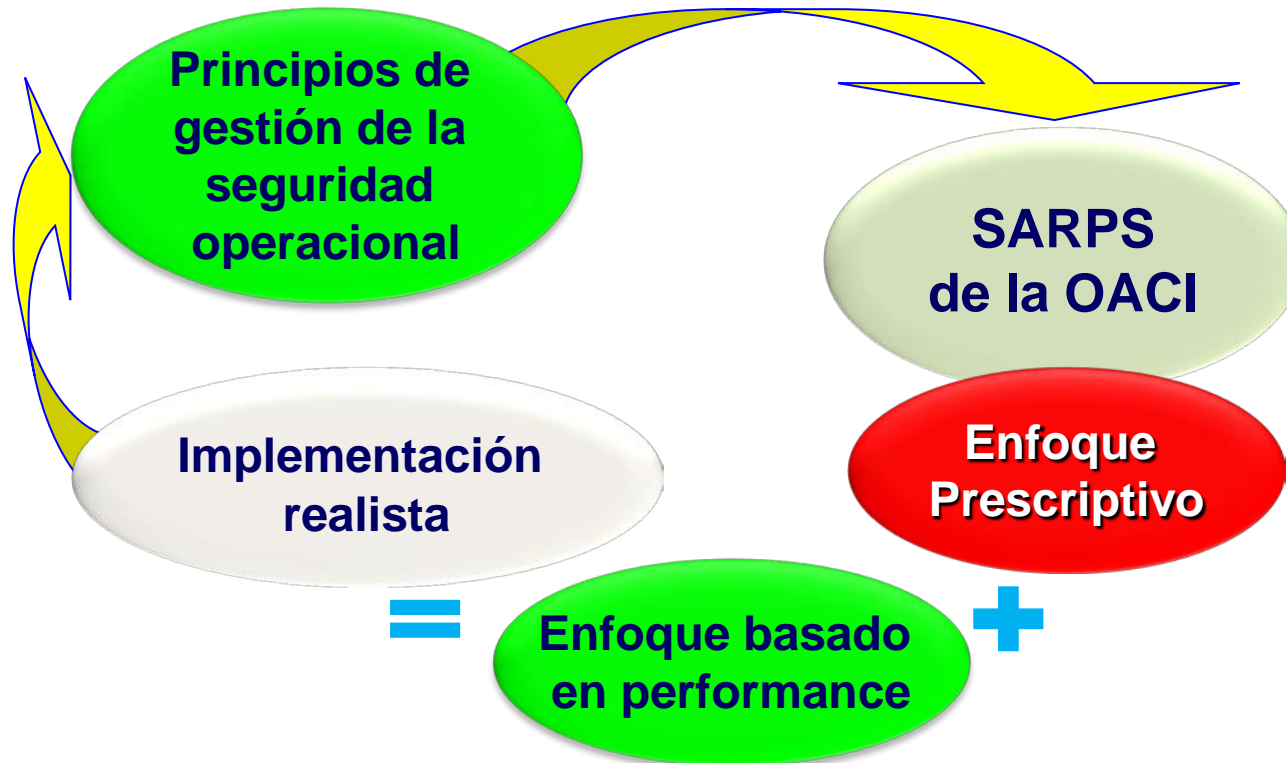 Principios de
gestión de la
seguridad
operacional
SARPS
de la OACI
Enfoque
Prescriptivo
+
Enfoque basado
en performance
=
Implementación
realista